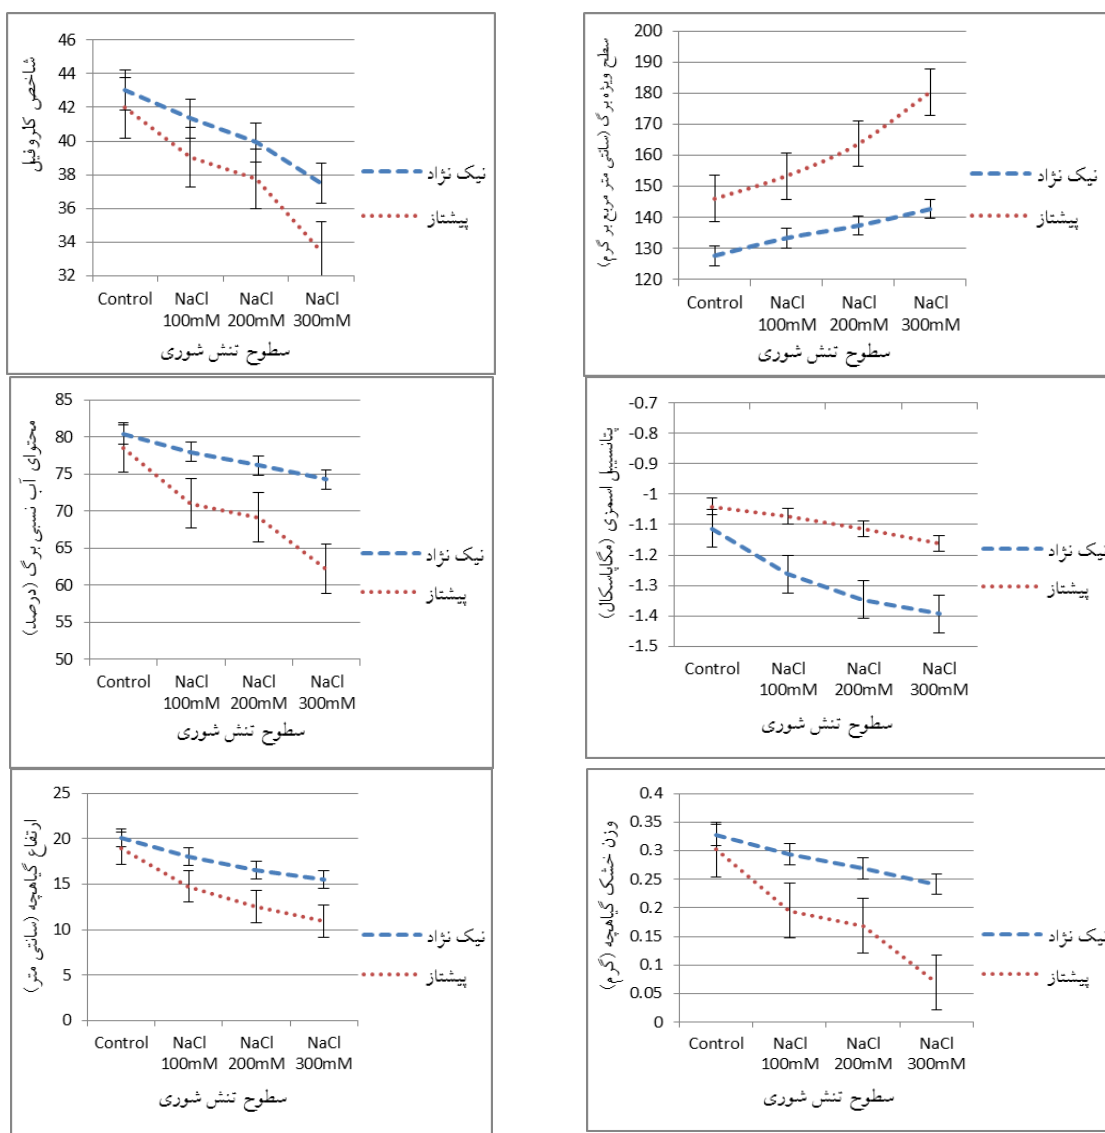 شاخص کلروفیل
46
44
42
40
38
36
34
32
Control NaCl 100mM NaCl 200mM NaCl 300mM
سطوح تنش شوری
نیک نژاد
پیشتاز
سطح ویژه برگ (سانتی متر مربع بر گرم)
200
190
180
170
160
150
140
130
120
Control NaCl 100mM NaCl 200mM NaCl 300mM
سطوح تنش شوری
نیک نژاد
پیشتاز
محتوای آب نسبی برگ (درصد)
85
80
75
70
65
60
55
50
Control NaCl 100mM NaCl 200mM NaCl 300mM
سطوح تنش شوری
نیک نژاد
پیشتاز
پتانسیل اسمزی (مگاپاسکال)
-0.7
-0.8
-0.9
-1
-1.1
-1.2
-1.3
-1.4
-1.5
Control NaCl 100mM NaCl 200mM NaCl 300mM
سطوح تنش شوری
نیک نژاد
پیشتاز
ارتفاع گیاهچه (سانتی متر)
25
20
15
10
5
0
Control NaCl 100mM NaCl 200mM NaCl 300mM
سطوح تنش شوری
نیک نژاد
پیشتاز
وزن خشک گیاهچه (گرم)
0.4
0.35
0.3
0.25
0.2
0.15
0.1
0.05
0
Control NaCl 100mM NaCl 200mM NaCl 300mM
سطوح تنش شوری
نیک نژاد
پیشتاز